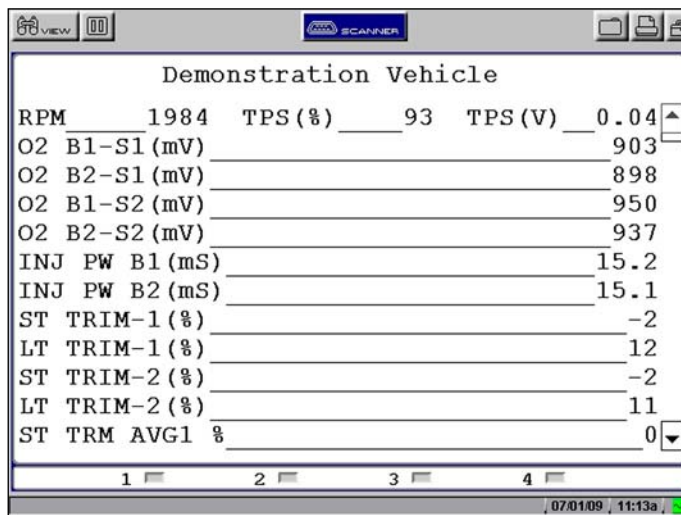 VIEW SCANNER
Demonstration Vehicle
RPM 1984 TPS(%) 93 TPS(V) 0.04
O2 B1-S1(mV) 903
O2 B2-S1(mV) 898
O2 B1-S2(mV) 950
O2 B2-S2(mV) 937
INJ PW B1(mS) 15.2
INJ PW B2(mS) 15.1
ST TRIM-1(%) -2
LT TRIM-1(%) 12
ST TRIM-2(%) -2
LT TRIM-2(%) 11
ST TRM AVG1 % 0
1 2 3 4
07/01/09 11:13a